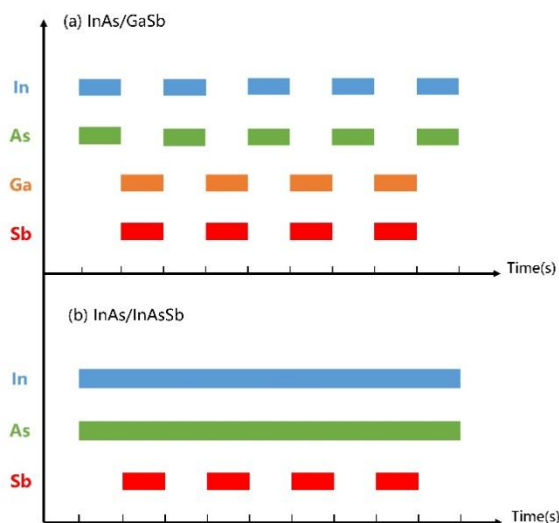 (a) InAs/GaSb
In
As
Ga
Sb
Time(s)
(b) InAs/InAsSb
In
As
Sb
Time(s)